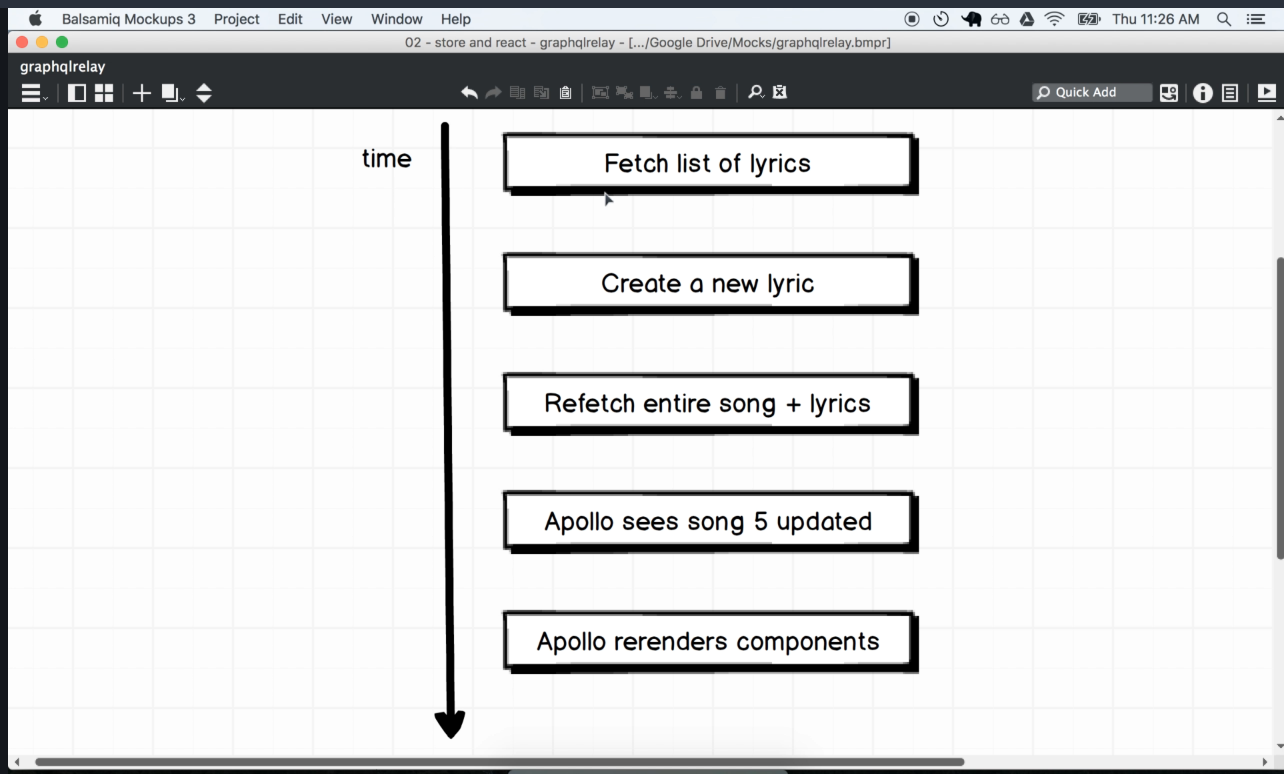 Balsamiq Mockups 3 Project Edit View Window Help Thu 11:26 AM
02 - store and react - graphqlrelay - [.../Google Drive/Mocks/graphqlrelay.bmpr]
graphqlrelay
Quick Add
time
Fetch list of lyrics
Create a new lyric
Refetch entire song + lyrics
Apollo sees song 5 updated
Apollo rerenders components